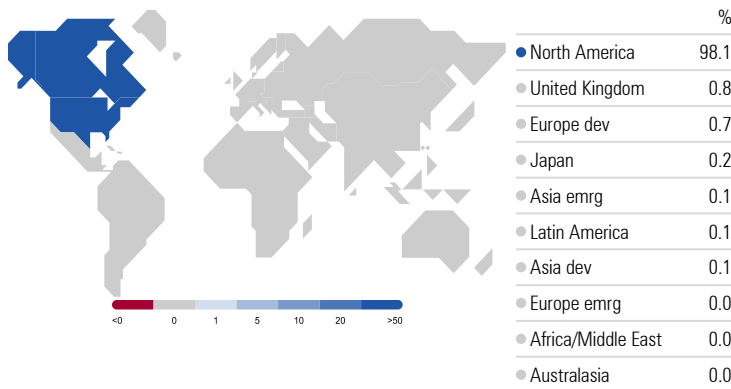 %
North America 98.1
United Kingdom 0.8
Europe dev 0.7
Japan 0.2
Asia emrg 0.1
Latin America 0.1
Asia dev 0.1
Europe emrg 0.0
Africa/Middle East 0.0
Australasia 0.0
<0 0 1 5 10 20 >50